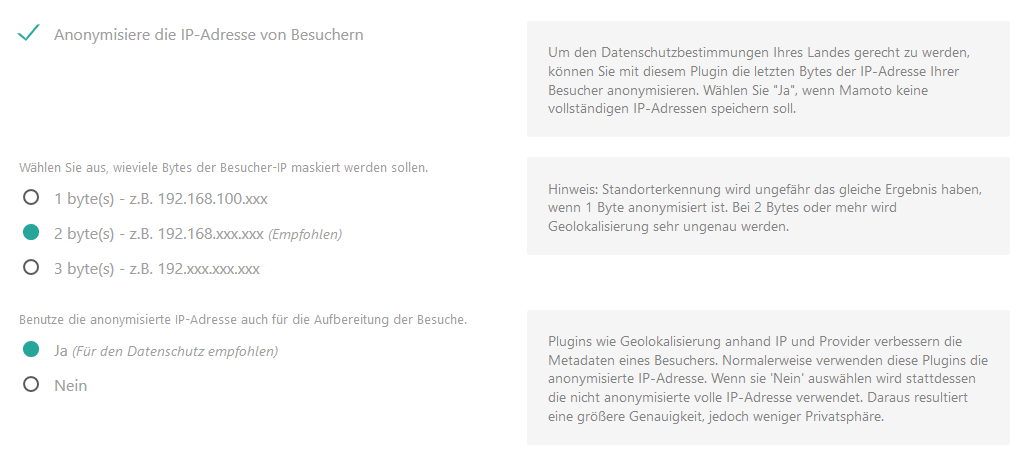 Anonymisiere die IP-Adresse von Besuchern
Um den Datenschutzbestimmungen Ihres Landes gerecht zu werden,
können Sie mit diesem Plugin die letzten Bytes der IP-Adresse Ihrer
Besucher anonymisieren. Wählen Sie "Ja", wenn Mamoto keine
vollständigen IP-Adressen speichern soll.
Wählen Sie aus, wieviele Bytes der Besucher-IP maskiert werden sollen.
1 byte(s) - z.B. 192.168.100.xxx
2 byte(s) - z.B. 192.168.xxx.xxx (Empfohlen)
3 byte(s) - z.B. 192.xxx.xxx.xxx
Hinweis: Standorterkennung wird ungefähr das gleiche Ergebnis haben,
wenn 1 Byte anonymisiert ist. Bei 2 Bytes oder mehr wird
Geolokalisierung sehr ungenau werden.
Benutze die anonymisierte IP-Adresse auch für die Aufbereitung der Besuche.
Ja (Für den Datenschutz empfohlen)
Nein
Plugins wie Geolokalisierung anhand IP und Provider verbessern die
Metadaten eines Besuchers. Normalerweise verwenden diese Plugins die
anonymisierte IP-Adresse. Wenn sie 'Nein' auswählen wird stattdessen
die nicht anonymisierte volle IP-Adresse verwendet. Daraus resultiert
eine größere Genauigkeit, jedoch weniger Privatsphäre.